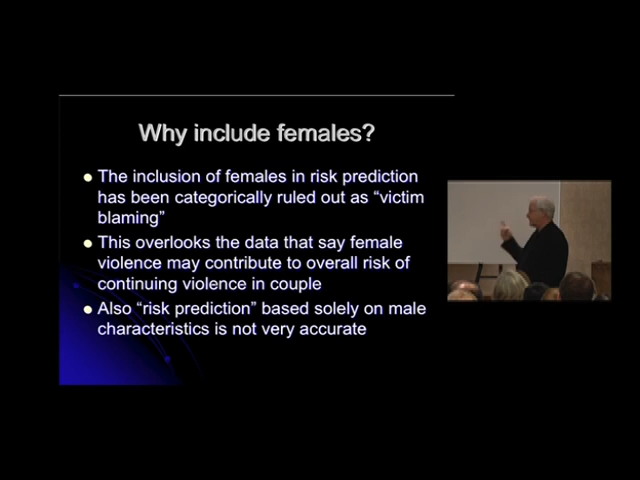 Why include females?
The inclusion of females in risk prediction
has been categorically ruled out as “victim
blaming”
This overlooks the data that say female
violence may contribute to overall risk of
continuing violence in couple
Also “risk prediction” based solely on male
characteristics is not very accurate